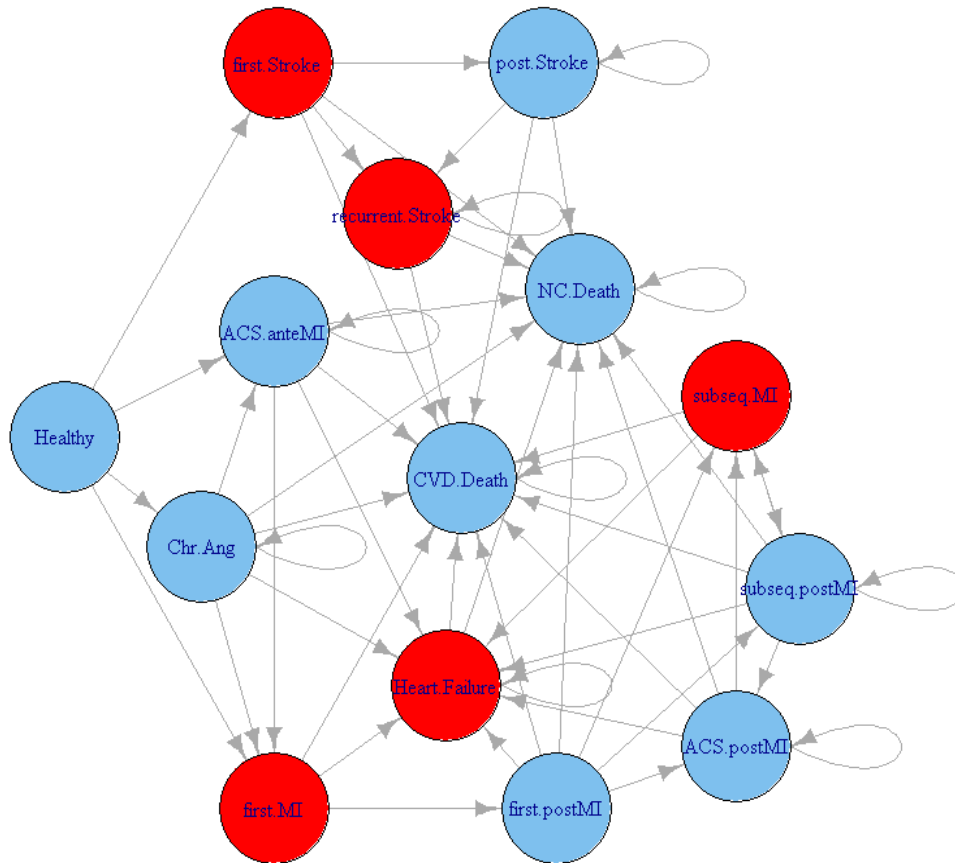 first.Stroke
post.Stroke
recurrent.Stroke
NC.Death
ACS.anteMI
subseq.MI
Healthy
CVD.Death
Chr.Ang
subseq.postMI
Heart.Failure
ACS.postMI
first.MI
first.postMI